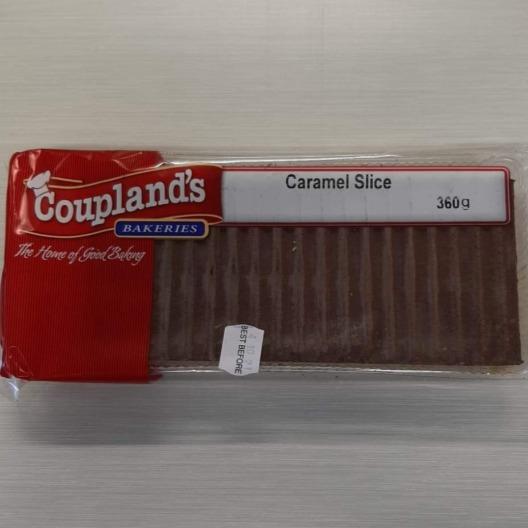 Coupland's
BAKERIES
The Home of Good Baking
Caramel Slice
360g
BEST BEFORE